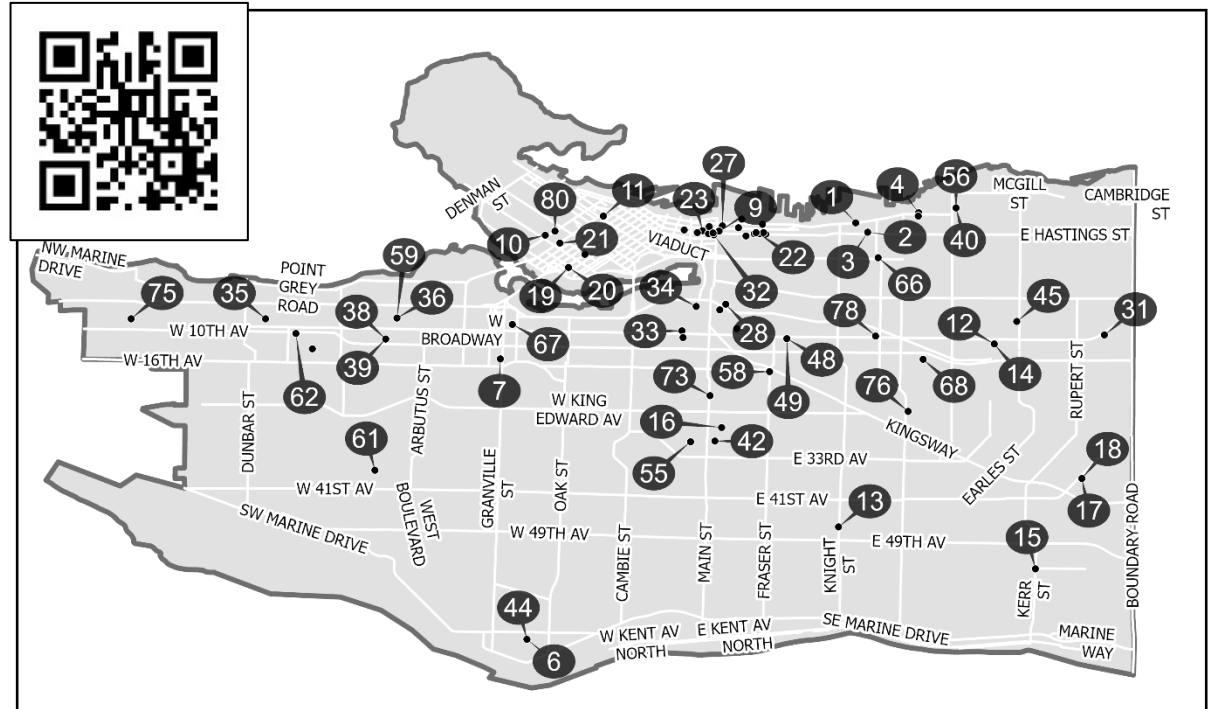 27
11
1
4
56
MCGILL
ST
CAMBRIDGE
ST
DENMAN
ST
80
23
9
10
21
VIADUCT
22
3
2
40
E HASTINGS ST
NW MARINE
DRIVE
59
POINT
GREY
ROAD
66
75
35
38
36
19
20
34
32
78
45
31
W 10TH AV
W
BROADWAY
67
33
28
12
W 16TH AV
39
58
48
68
14
62
7
73
49
76
RUPERT ST
ARBUTUS ST
W KING
EDWARD AV
16
KINGSWAY
DUNBAR ST
61
42
55
E 33RD AV
18
EARLES ST
GRANVILLE
ST
OAK ST
W 41ST AV
E 41ST AV
13
17
WEST
BOULEVARD
SW MARINE DRIVE
W 49TH AV
E 49TH AV
15
CAMBIE ST
MAIN ST
FRASER ST
KNIGHT
ST
KERR
ST
BOUNDARY-ROAD
44
6
W KENT AV
NORTH
E KENT AV
NORTH
SE MARINE DRIVE
MARINE
WAY